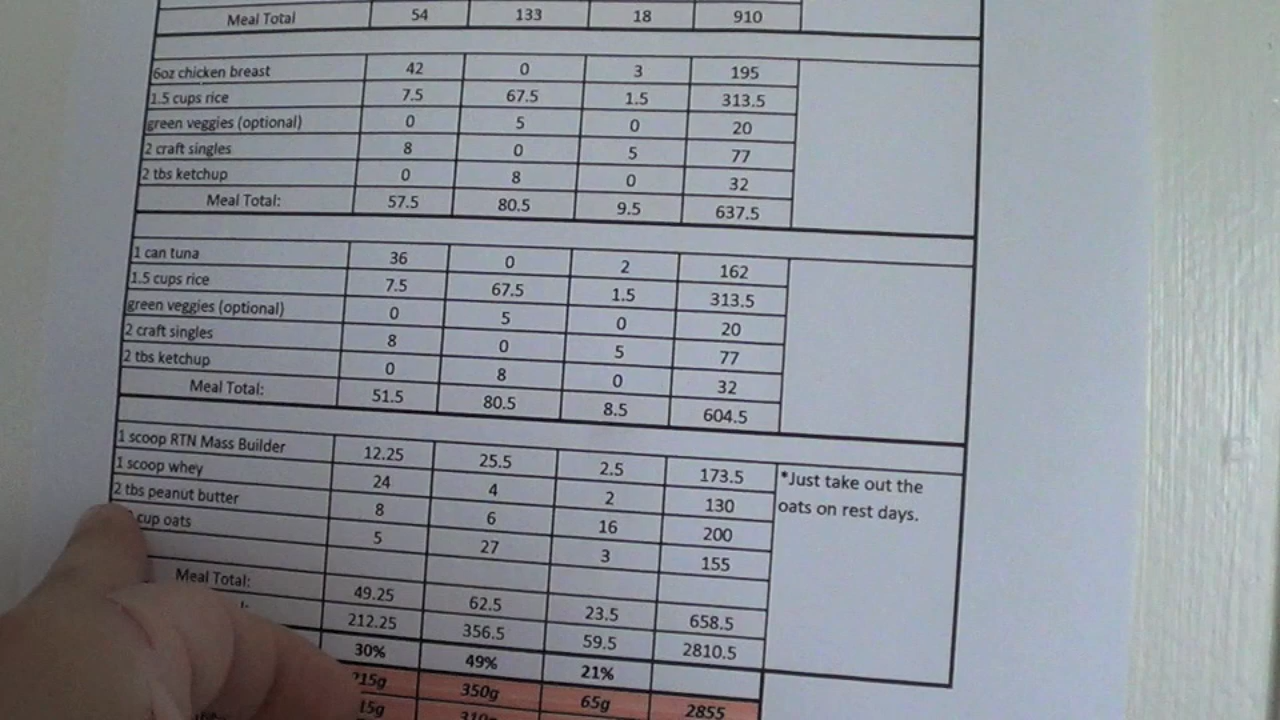 Meal Total 54 133 18 910
6oz chicken breast 42 0 3 195
1.5 cups rice 7.5 67.5 1.5 313.5
green veggies (optional) 0 5 0 20
2 craft singles 8 0 5 77
2 tbs ketchup 0 8 0 32
Meal Total: 57.5 80.5 9.5 637.5
1 can tuna 36 0 2 162
1.5 cups rice 7.5 67.5 1.5 313.5
green veggies (optional) 0 5 0 20
2 craft singles 8 0 5 77
2 tbs ketchup 0 8 0 32
Meal Total: 51.5 80.5 8.5 604.5
1 scoop RTN Mass Builder 12.25 25.5 2.5 173.5 *Just take out the
1 scoop whey 24 4 2 130 oats on rest days.
2 tbs peanut butter 8 6 16 200
cup oats 5 27 3 155
Meal Total: 49.25 62.5 23.5 658.5
212.25 356.5 59.5 2810.5
30% 49% 21%
15g 350g 65g 2855
15g 310g